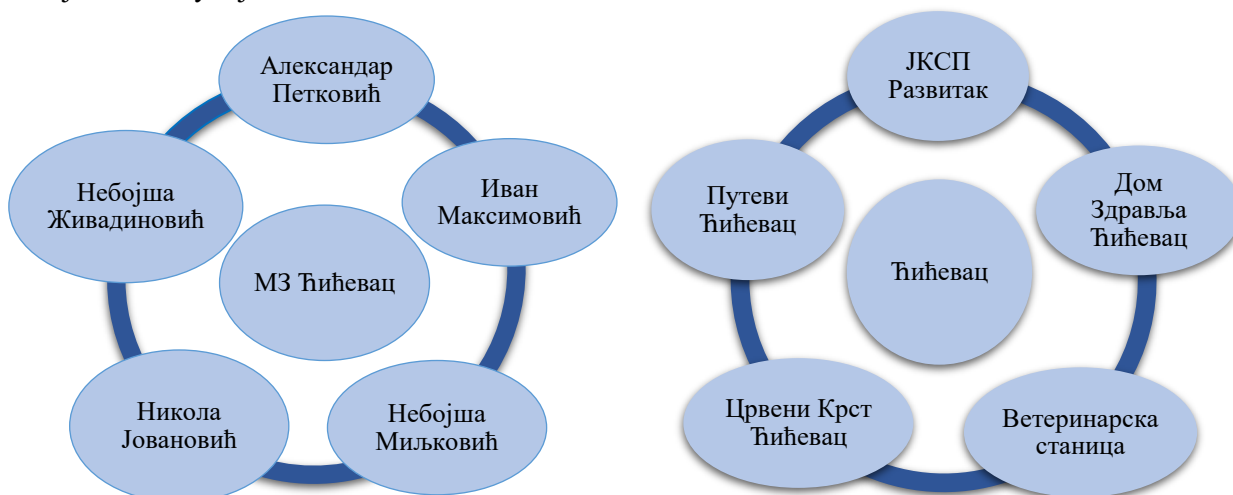 Александар
Петковић
Иван
Максимовић
Небојша
Миљковић
Никола
Јовановић
Небојша
Живадиновић
МЗ Ћићевац
ЈКСП
Развитак
Дом
Здравља
Ћићевац
Ветеринарска
станица
Црвени Крст
Ћићевац
Путеви
Ћићевац
Ћићевац